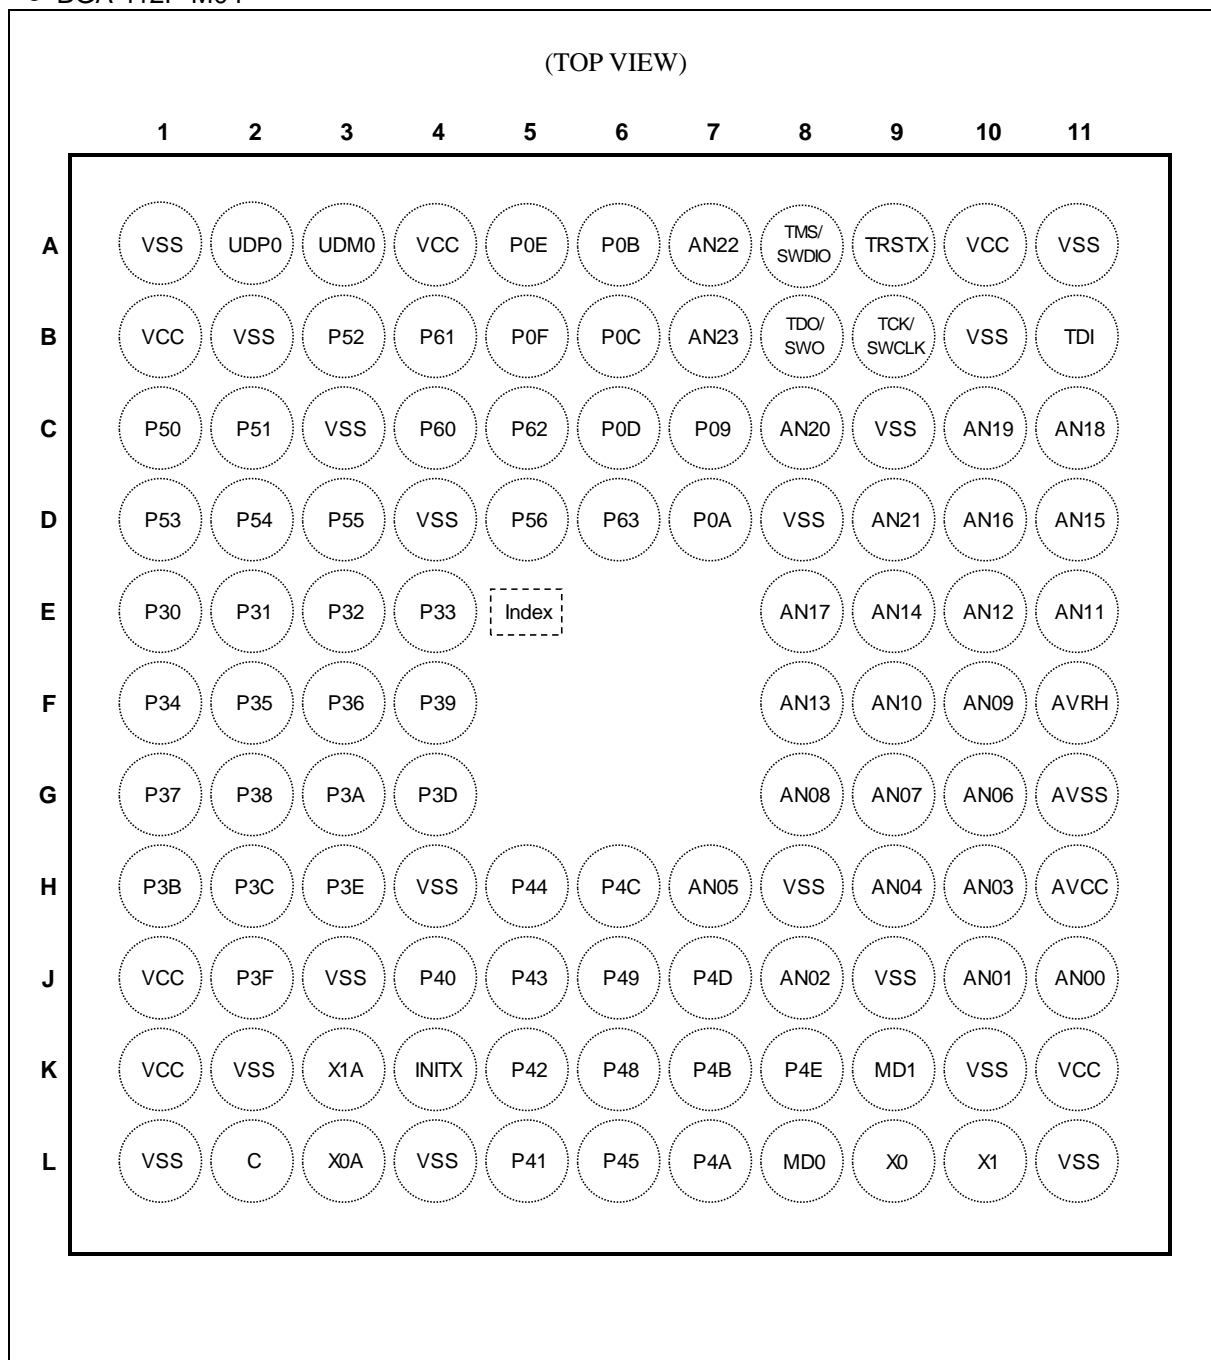 (TOP VIEW)
1 2 3 4 5 6 7 8 9 10 11
A VSS UDP0 UDM0 VCC P0E P0B AN22 TMS/ SWDIO TRSTX VCC VSS
B VCC VSS P52 P61 P0F P0C AN23 TDO/ SWO TCK/ SWCLK VSS TDI
C P50 P51 VSS P60 P62 P0D P09 AN20 VSS AN19 AN18
D P53 P54 P55 VSS P56 P63 P0A VSS AN21 AN16 AN15
E P30 P31 P32 P33 Index AN17 AN14 AN12 AN11
F P34 P35 P36 P39 AN13 AN10 AN09 AVRH
G P37 P38 P3A P3D AN08 AN07 AN06 AVSS
H P3B P3C P3E VSS P44 P4C AN05 VSS AN04 AN03 AVCC
J VCC P3F VSS P40 P43 P49 P4D AN02 VSS AN01 AN00
K VCC VSS X1A INITX P42 P48 P4B P4E MD1 VSS VCC
L VSS C X0A VSS P41 P45 P4A MD0 X0 X1 VSS